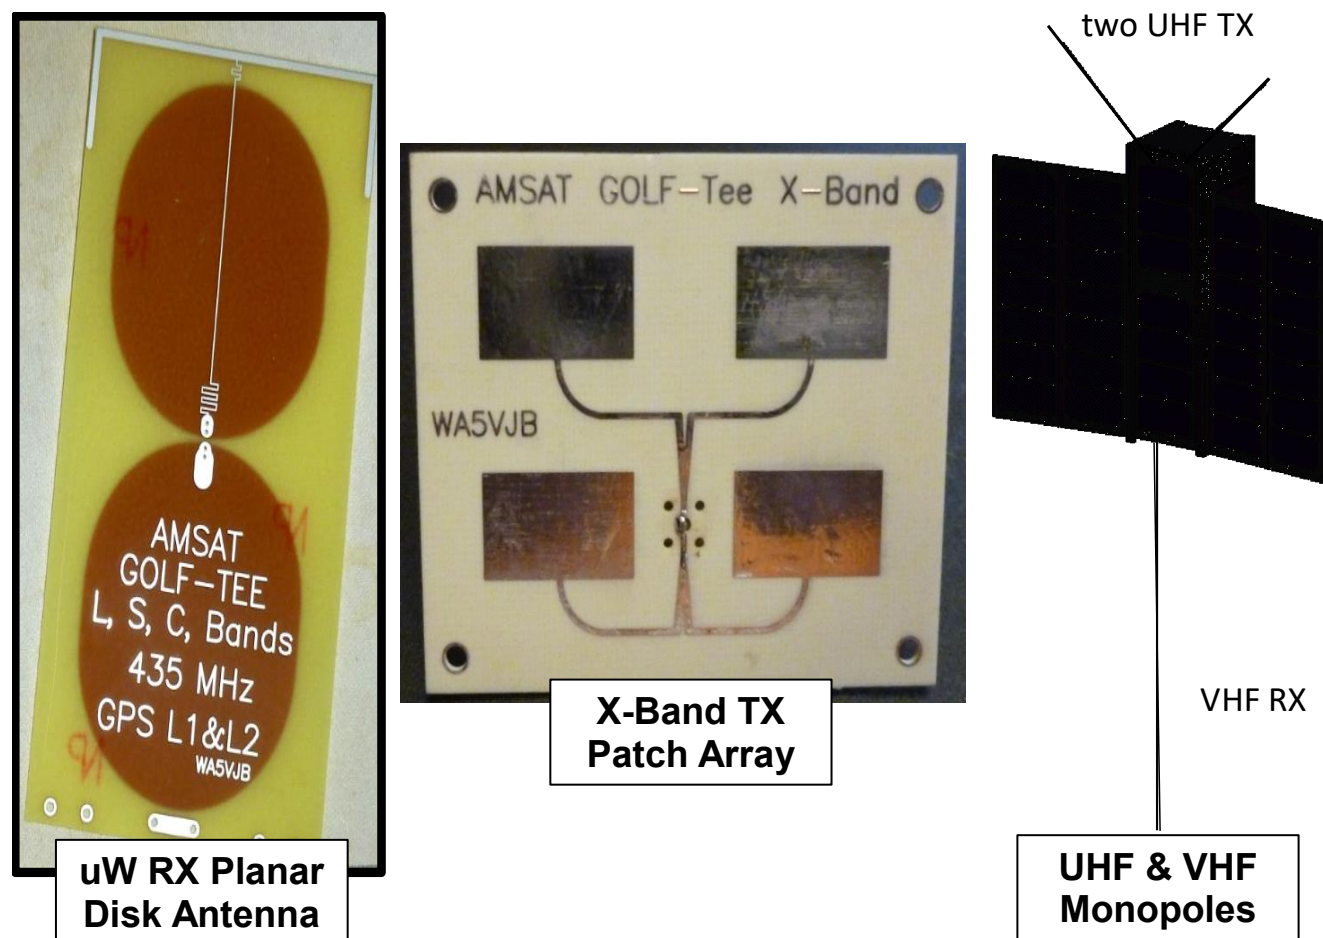 AMSAT
GOLF-TEE
L, S, C, Bands
435 MHz
GPS L1&L2
WA5VJB
uW RX Planar
Disk Antenna
AMSAT GOLF-Tee X-Band
WA5VJB
X-Band TX
Patch Array
two UHF TX
VHF RX
UHF & VHF
Monopoles